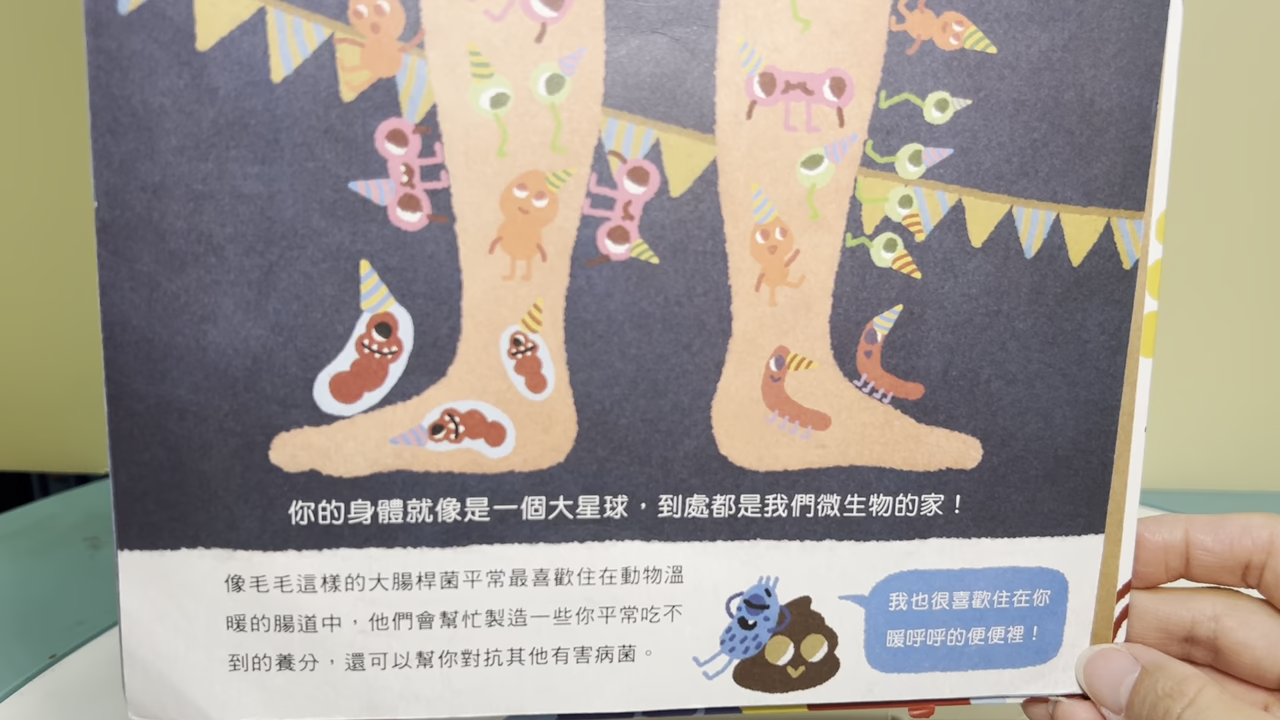 你的身體就像是一個大星球，到處都是我們微生物的家！
像毛毛這樣的大腸桿菌平常最喜歡住在動物溫
暖的腸道中，他們會幫忙製造一些你平常吃不
到的養分，還可以幫你對抗其他有害病菌。
我也很喜歡住在你
暖呼呼的便便裡！